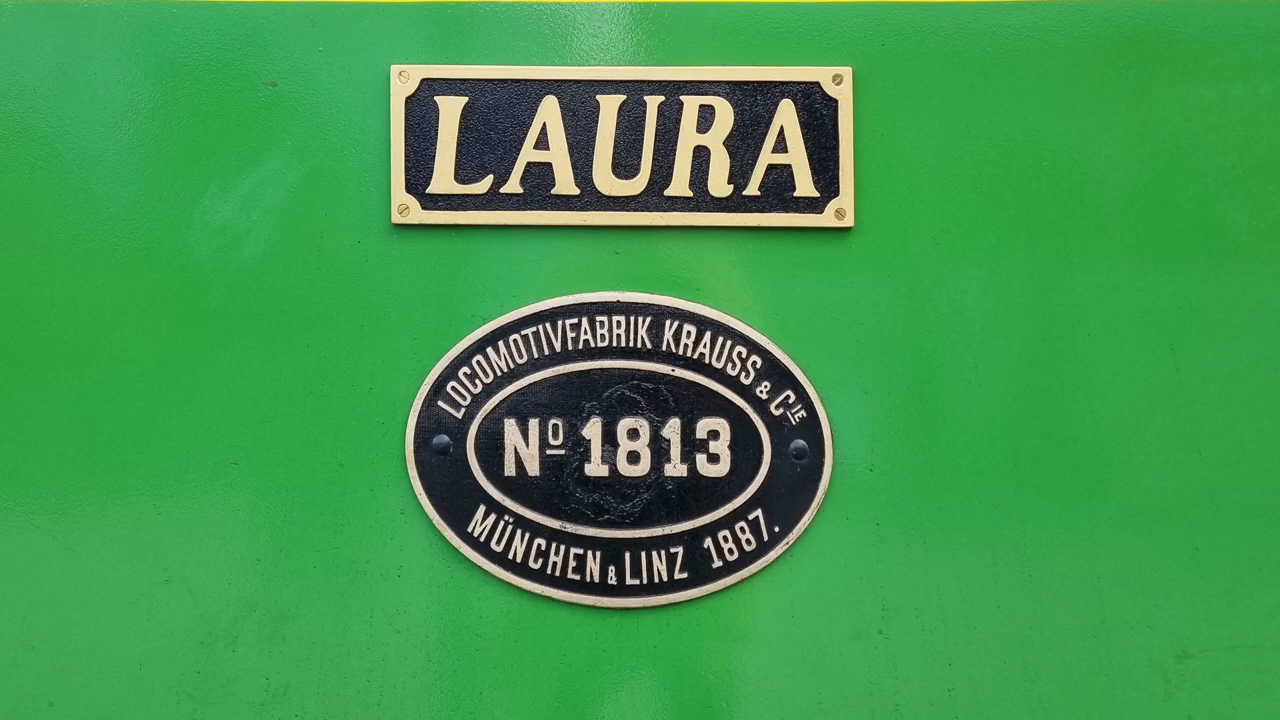 LAURA
LOCOMOTIVFABRIK KRAUSS & CIE
Nº 1813
MÜNCHEN & LINZ 1887.